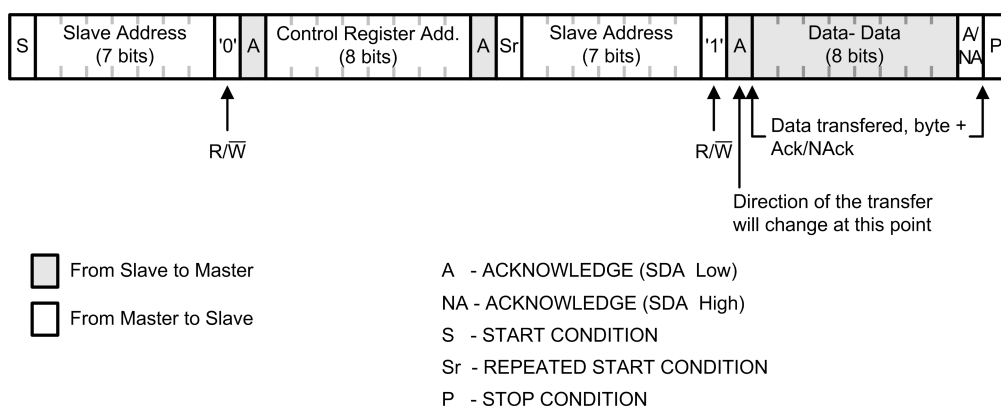 S Slave Address (7 bits) '0' A Control Register Add. (8 bits) A Sr Slave Address (7 bits) '1' A Data- Data (8 bits) A/ NA P
R/W̅ R/W̅
Data transfered, byte +
Ack/NAck
Direction of the transfer
will change at this point
From Slave to Master
From Master to Slave
A - ACKNOWLEDGE (SDA Low)
NA - ACKNOWLEDGE (SDA High)
S - START CONDITION
Sr - REPEATED START CONDITION
P - STOP CONDITION